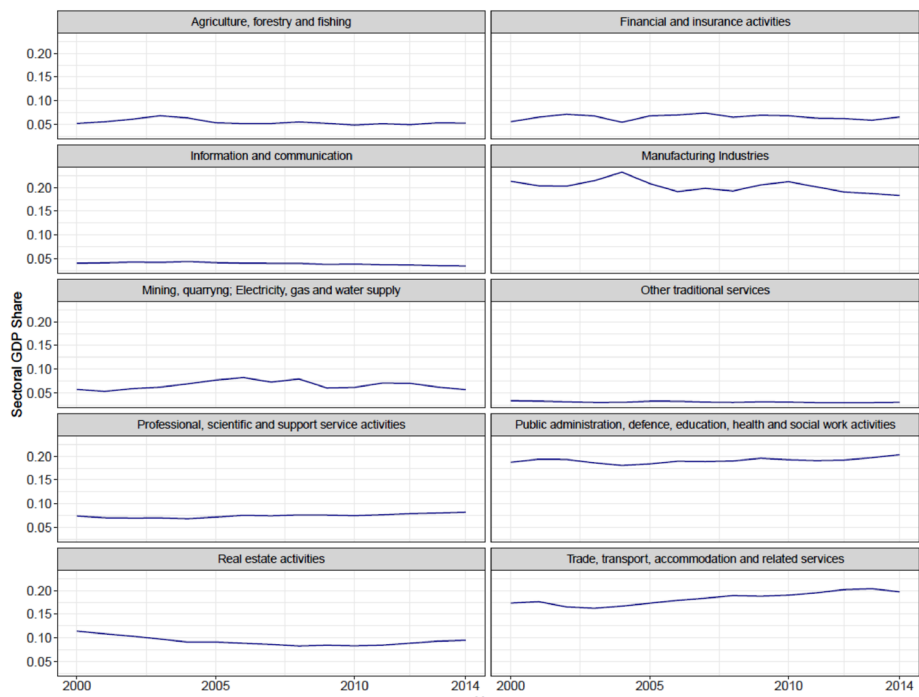 Agriculture, forestry and fishing
Financial and insurance activities
0.20
0.15
0.10
0.05
Information and communication
Manufacturing Industries
0.20
0.15
0.10
0.05
Mining, quarryng; Electricity, gas and water supply
Other traditional services
0.20
0.15
0.10
0.05
Sectoral GDP Share
Professional, scientific and support service activities
Public administration, defence, education, health and social work activities
0.20
0.15
0.10
0.05
Real estate activities
Trade, transport, accommodation and related services
0.20
0.15
0.10
0.05
2000 2005 2010 2014 2000 2005 2010 2014